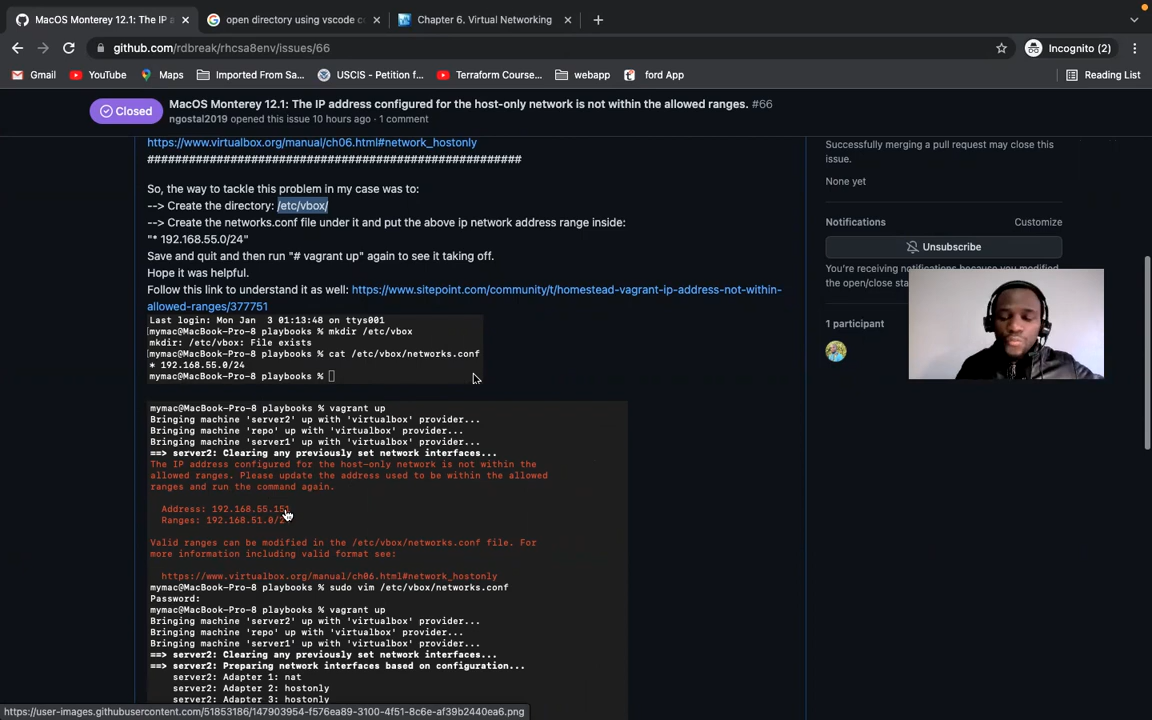 MacOS Monterey 12.1: The IP a
open directory using vscode c
Chapter 6. Virtual Networking
github.com/rdbreak/rhcsa8env/issues/66
Incognito (2)
Gmail
YouTube
Maps
Imported From Sa...
USCIS - Petition f...
Terraform Course...
webapp
ford App
Reading List
Closed
MacOS Monterey 12.1: The IP address configured for the host-only network is not within the allowed ranges. #66
ngostal2019 opened this issue 10 hours ago · 1 comment
https://www.virtualbox.org/manual/ch06.html#network_hostonly
########################################################
So, the way to tackle this problem in my case was to:
--> Create the directory: /etc/vbox/
--> Create the networks.conf file under it and put the above ip network address range inside:
"* 192.168.55.0/24"
Save and quit and then run "# vagrant up" again to see it taking off.
Hope it was helpful.
Follow this link to understand it as well: https://www.sitepoint.com/community/t/homestead-vagrant-ip-address-not-within-
allowed-ranges/377751
Last login: Mon Jan  3 01:13:48 on ttys001
[mymac@MacBook-Pro-8 playbooks % mkdir /etc/vbox
mkdir: /etc/vbox: File exists
[mymac@MacBook-Pro-8 playbooks % cat /etc/vbox/networks.conf
* 192.168.55.0/24
mymac@MacBook-Pro-8 playbooks %
mymac@MacBook-Pro-8 playbooks % vagrant up
Bringing machine 'server2' up with 'virtualbox' provider...
Bringing machine 'repo' up with 'virtualbox' provider...
Bringing machine 'server1' up with 'virtualbox' provider...
==> server2: Clearing any previously set network interfaces...
The IP address configured for the host-only network is not within the
allowed ranges. Please update the address used to be within the allowed
ranges and run the command again.
Address: 192.168.55.151
Ranges: 192.168.51.0/2
Valid ranges can be modified in the /etc/vbox/networks.conf file. For
more information including valid format see:
https://www.virtualbox.org/manual/ch06.html#network_hostonly
mymac@MacBook-Pro-8 playbooks % sudo vim /etc/vbox/networks.conf
Password:
mymac@MacBook-Pro-8 playbooks % vagrant up
Bringing machine 'server2' up with 'virtualbox' provider...
Bringing machine 'repo' up with 'virtualbox' provider...
Bringing machine 'server1' up with 'virtualbox' provider...
==> server2: Clearing any previously set network interfaces...
==> server2: Preparing network interfaces based on configuration...
server2: Adapter 1: nat
server2: Adapter 2: hostonly
server2: Adapter 3: hostonly
Successfully merging a pull request may close this
issue.
None yet
Notifications
Customize
Unsubscribe
You're receiving notifications because you modified
the open/close sta
1 participant
https://user-images.githubusercontent.com/51853186/147903954-f576ea89-3100-4f51-8c6e-af39b2440ea6.png